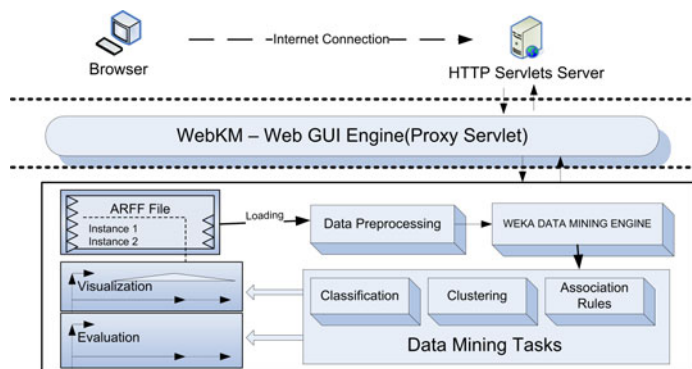 Internet Connection
Browser
HTTP Servlets Server
WebKM – Web GUI Engine(Proxy Servlet)
ARFF File
Instance 1
Instance 2
Loading
Data Preprocessing
WEKA DATA MINING ENGINE
Visualization
Evaluation
Classification
Clustering
Association
Rules
Data Mining Tasks